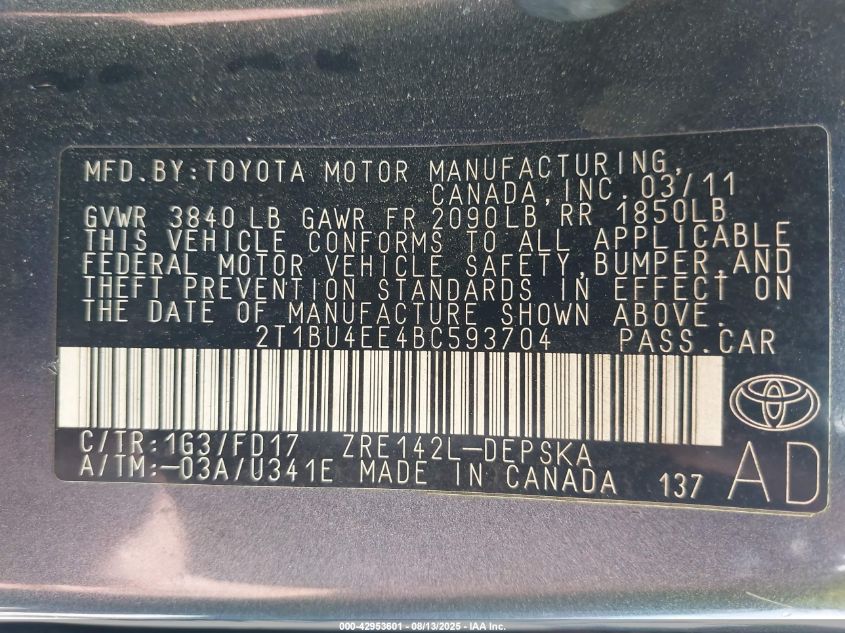 MFD.BY:TOYOTA MOTOR MANUFACTURING,
CANADA,INC.03/11
GVWR 3840 LB GAWR FR 2090LB RR 1850LB
THIS VEHICLE CONFORMS TO ALL APPLICABLE
FEDERAL MOTOR VEHICLE SAFETY,BUMPER,AND
THEFT PREVENTION STANDARDS IN EFFECT ON
THE DATE OF MANUFACTURE SHOWN ABOVE.
2T1BU4EE4BC593704 PASS.CAR
C/TR:1G3/FD17 ZRE142L-DEPSKA
A/TM:-03A/U341E MADE IN CANADA 137 AD
000-42953601 - 08/13/2025 - IAA Inc.